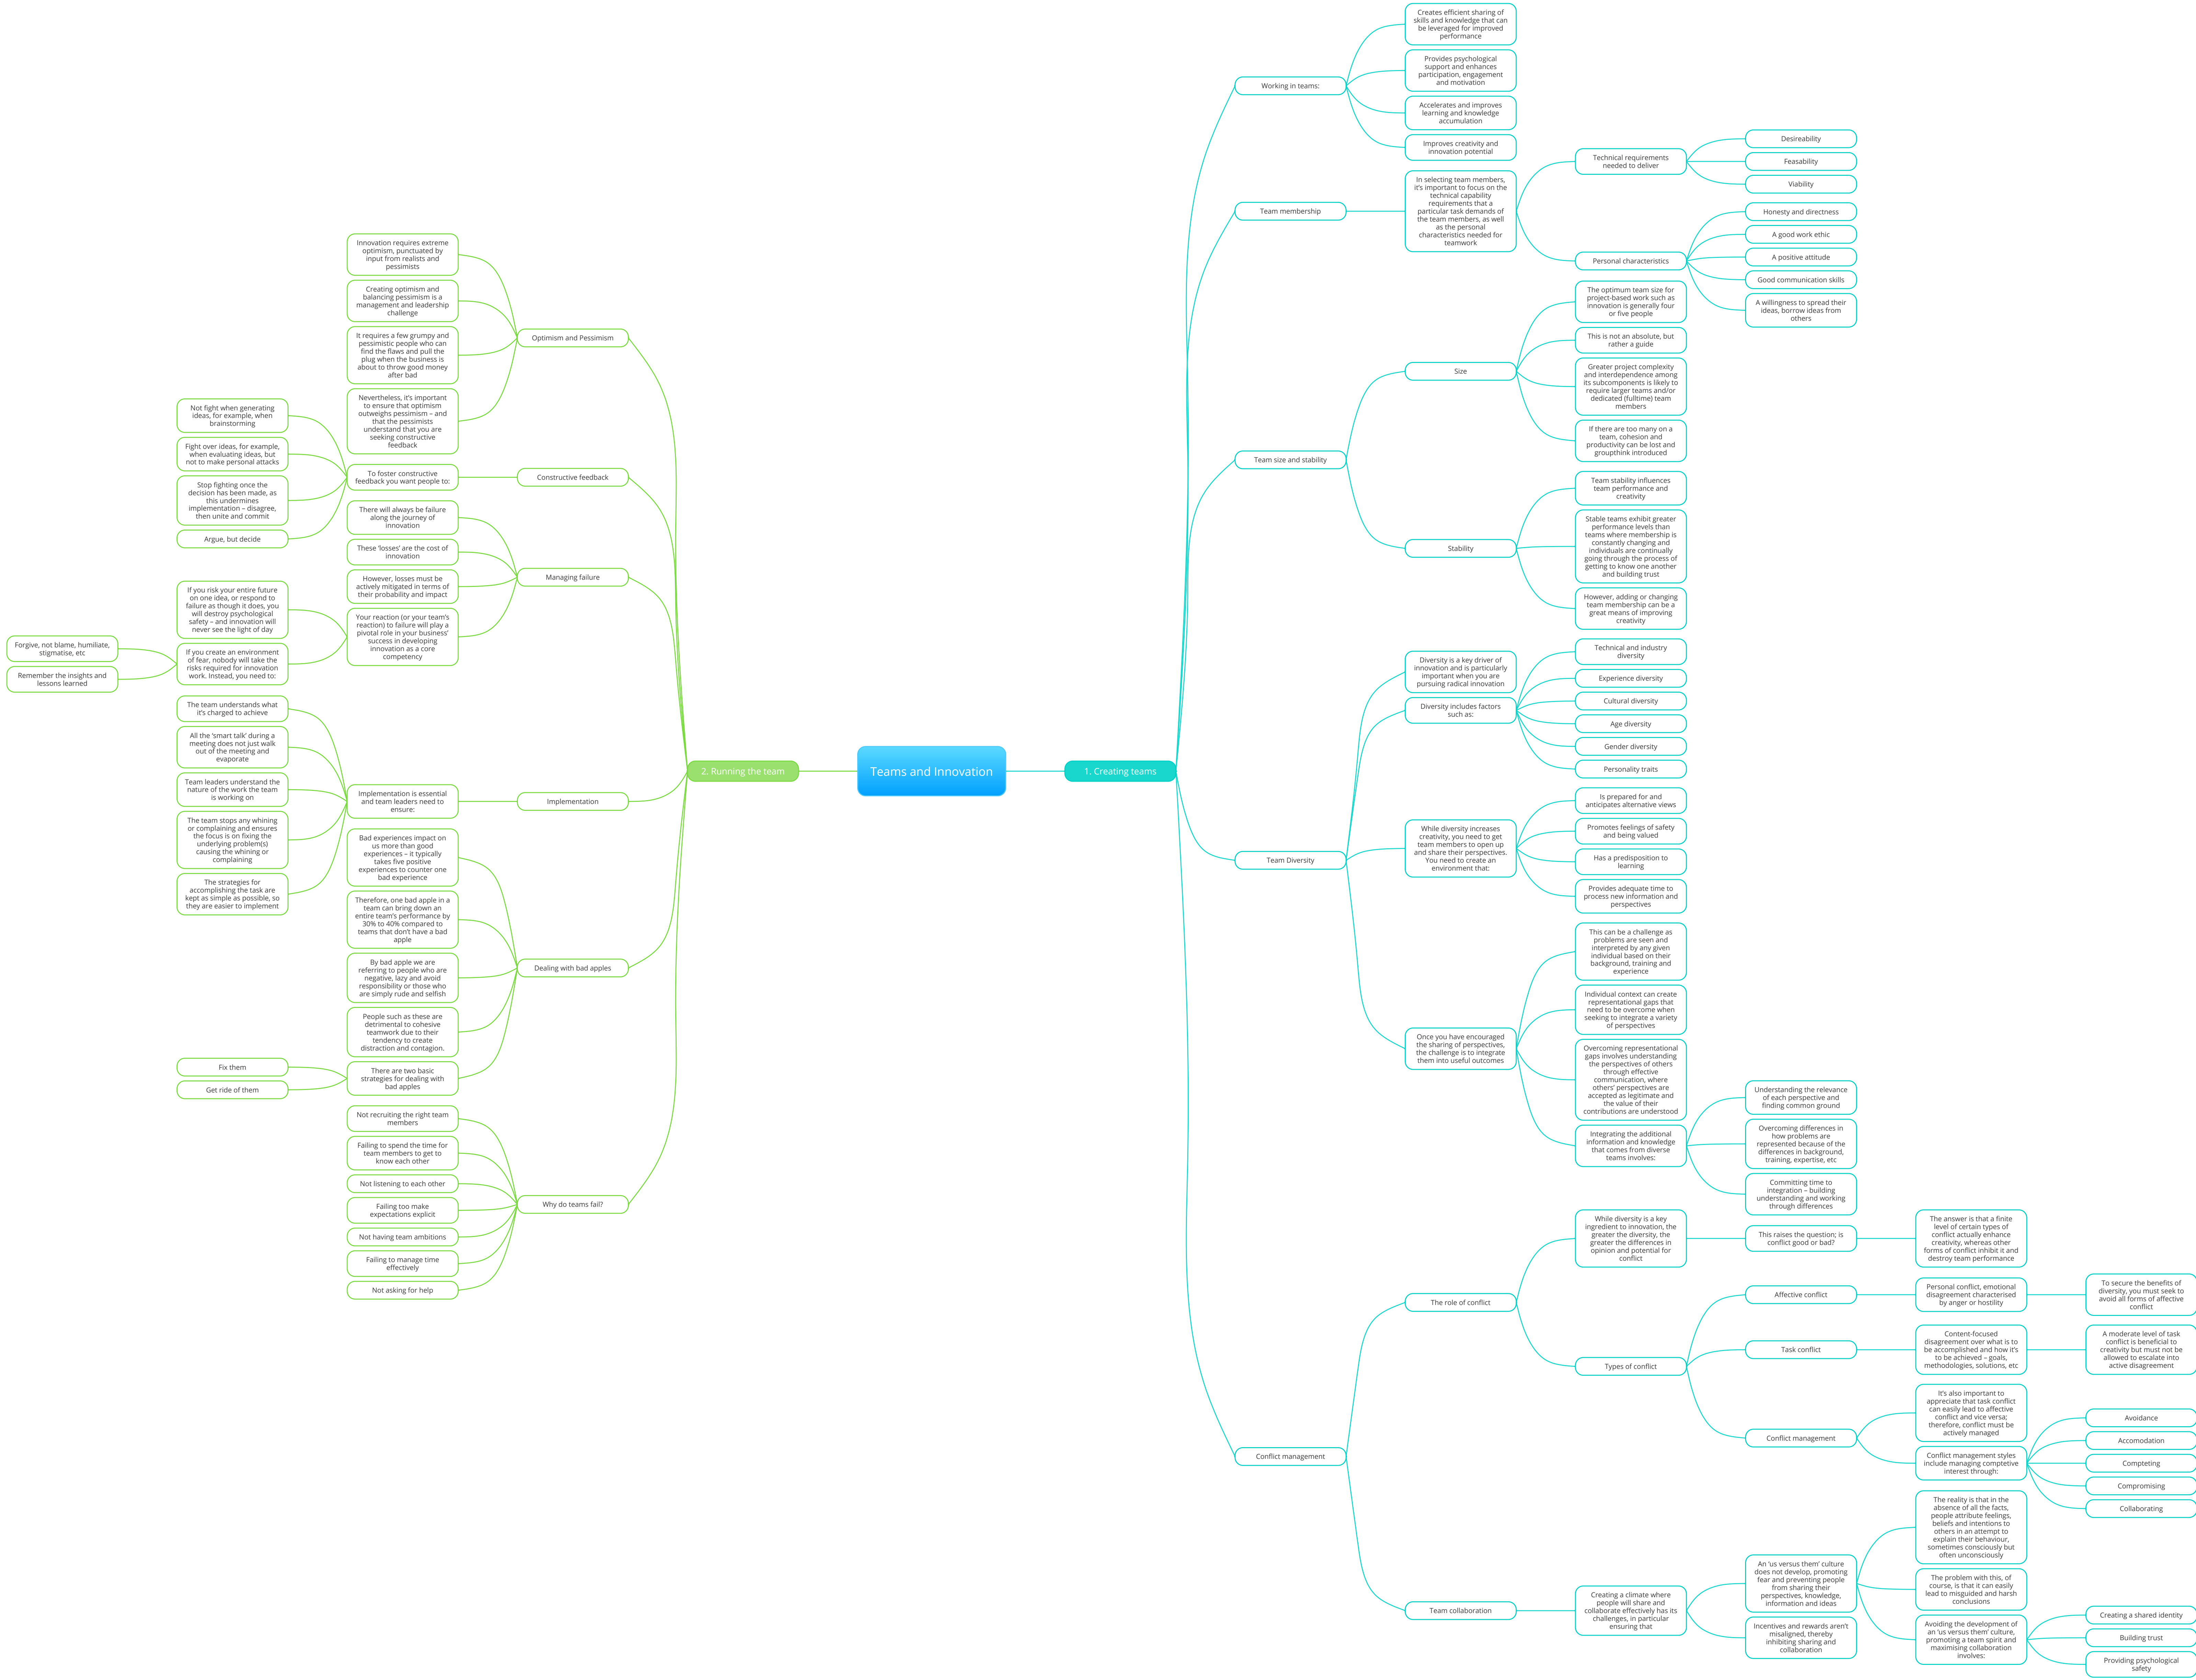 Teams and Innovation
1. Creating teams
Working in teams:
Creates efficient sharing of
skills and knowledge that can
be leveraged for improved
performance
Provides psychological
support and enhances
participation, engagement
and motivation
Accelerates and improves
learning and knowledge
accumulation
Improves creativity and
innovation potential
Team membership
In selecting team members,
it's important to focus on the
technical capability
requirements that a
particular task demands of
the team members, as well
as the personal
characteristics needed for
teamwork
Technical requirements
needed to deliver
Desireability
Feasability
Viability
Personal characteristics
Honesty and directness
A good work ethic
A positive attitude
Good communication skills
A willingness to spread their
ideas, borrow ideas from
others
Team size and stability
Size
The optimum team size for
project-based work such as
innovation is generally four
or five people
This is not an absolute, but
rather a guide
Greater project complexity
and interdependence among
its subcomponents is likely to
require larger teams and/or
dedicated (fulltime) team
members
If there are too many on a
team, cohesion and
productivity can be lost and
groupthink introduced
Stability
Team stability influences
team performance and
creativity
Stable teams exhibit greater
performance levels than
teams where membership is
constantly changing and
individuals are continually
going through the process of
getting to know one another
and building trust
However, adding or changing
team membership can be a
great means of improving
creativity
Team Diversity
Diversity is a key driver of
innovation and is particularly
important when you are
pursuing radical innovation
Diversity includes factors
such as:
Technical and industry
diversity
Experience diversity
Cultural diversity
Age diversity
Gender diversity
Personality traits
While diversity increases
creativity, you need to get
team members to open up
and share their perspectives.
You need to create an
environment that:
Is prepared for and
anticipates alternative views
Promotes feelings of safety
and being valued
Has a predisposition to
learning
Provides adequate time to
process new information and
perspectives
Once you have encouraged
the sharing of perspectives,
the challenge is to integrate
them into useful outcomes
This can be a challenge as
problems are seen and
interpreted by any given
individual based on their
background, training and
experience
Individual context can create
representational gaps that
need to be overcome when
seeking to integrate a variety
of perspectives
Overcoming representational
gaps involves understanding
the perspectives of others
through effective
communication, where
others' perspectives are
accepted as legitimate and
the value of their
contributions are understood
Integrating the additional
information and knowledge
that comes from diverse
teams involves:
Understanding the relevance
of each perspective and
finding common ground
Overcoming differences in
how problems are
represented because of the
differences in background,
training, expertise, etc
Committing time to
integration – building
understanding and working
through differences
Conflict management
The role of conflict
While diversity is a key
ingredient to innovation, the
greater the diversity, the
greater the differences in
opinion and potential for
conflict
This raises the question; is
conflict good or bad?
The answer is that a finite
level of certain types of
conflict actually enhance
creativity, whereas other
forms of conflict inhibit it and
destroy team performance
Types of conflict
Affective conflict
Personal conflict, emotional
disagreement characterised
by anger or hostility
To secure the benefits of
diversity, you must seek to
avoid all forms of affective
conflict
Task conflict
Content-focused
disagreement over what is to
be accomplished and how it's
to be achieved – goals,
methodologies, solutions, etc
A moderate level of task
conflict is beneficial to
creativity but must not be
allowed to escalate into
active disagreement
Conflict management
It's also important to
appreciate that task conflict
can easily lead to affective
conflict and vice versa;
therefore, conflict must be
actively managed
Conflict management styles
include managing comptetive
interest through:
Avoidance
Accomodation
Compteting
Compromising
Collaborating
Team collaboration
Creating a climate where
people will share and
collaborate effectively has its
challenges, in particular
ensuring that
An 'us versus them' culture
does not develop, promoting
fear and preventing people
from sharing their
perspectives, knowledge,
information and ideas
The reality is that in the
absence of all the facts,
people attribute feelings,
beliefs and intentions to
others in an attempt to
explain their behaviour,
sometimes consciously but
often unconsciously
The problem with this, of
course, is that it can easily
lead to misguided and harsh
conclusions
Avoiding the development of
an 'us versus them' culture,
promoting a team spirit and
maximising collaboration
involves:
Creating a shared identity
Building trust
Providing psychological
safety
Incentives and rewards aren't
misaligned, thereby
inhibiting sharing and
collaboration
2. Running the team
Optimism and Pessimism
Innovation requires extreme
optimism, punctuated by
input from realists and
pessimists
Creating optimism and
balancing pessimism is a
management and leadership
challenge
It requires a few grumpy and
pessimistic people who can
find the flaws and pull the
plug when the business is
about to throw good money
after bad
Nevertheless, it's important
to ensure that optimism
outweighs pessimism – and
that the pessimists
understand that you are
seeking constructive
feedback
Constructive feedback
To foster constructive
feedback you want people to:
Not fight when generating
ideas, for example, when
brainstorming
Fight over ideas, for example,
when evaluating ideas, but
not to make personal attacks
Stop fighting once the
decision has been made, as
this undermines
implementation – disagree,
then unite and commit
Argue, but decide
Managing failure
There will always be failure
along the journey of
innovation
These 'losses' are the cost of
innovation
However, losses must be
actively mitigated in terms of
their probability and impact
Your reaction (or your team's
reaction) to failure will play a
pivotal role in your business'
success in developing
innovation as a core
competency
If you risk your entire future
on one idea, or respond to
failure as though it does, you
will destroy psychological
safety – and innovation will
never see the light of day
If you create an environment
of fear, nobody will take the
risks required for innovation
work. Instead, you need to:
Forgive, not blame, humiliate,
stigmatise, etc
Remember the insights and
lessons learned
Implementation
Implementation is essential
and team leaders need to
ensure:
The team understands what
it's charged to achieve
All the 'smart talk' during a
meeting does not just walk
out of the meeting and
evaporate
Team leaders understand the
nature of the work the team
is working on
The team stops any whining
or complaining and ensures
the focus is on fixing the
underlying problem(s)
causing the whining or
complaining
The strategies for
accomplishing the task are
kept as simple as possible, so
they are easier to implement
Dealing with bad apples
Bad experiences impact on
us more than good
experiences – it typically
takes five positive
experiences to counter one
bad experience
Therefore, one bad apple in a
team can bring down an
entire team's performance by
30% to 40% compared to
teams that don't have a bad
apple
By bad apple we are
referring to people who are
negative, lazy and avoid
responsibility or those who
are simply rude and selfish
People such as these are
detrimental to cohesive
teamwork due to their
tendency to create
distraction and contagion.
There are two basic
strategies for dealing with
bad apples
Fix them
Get ride of them
Why do teams fail?
Not recruiting the right team
members
Failing to spend the time for
team members to get to
know each other
Not listening to each other
Failing too make
expectations explicit
Not having team ambitions
Failing to manage time
effectively
Not asking for help